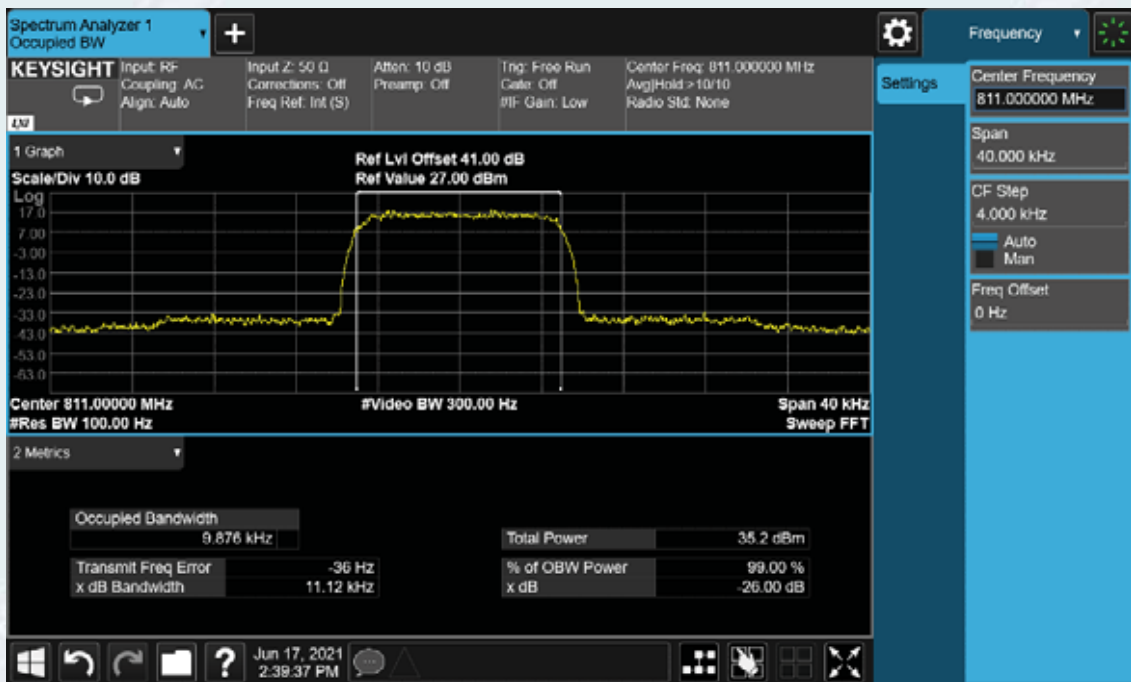 Spectrum Analyzer 1
Occupied BW
+
Frequency
KEYSIGHT
Input: RF
Coupling: AC
Align: Auto
Input Z: 50 Ω
Corrections: Off
Freq Ref: Int (S)
Atten: 10 dB
Preamp: Off
Trig: Free Run
Gate: Off
#IF Gain: Low
Center Freq: 811.000000 MHz
Avg|Hold >10/10
Radio Std: None
LXI
Settings
Center Frequency
811.000000 MHz
Span
40.000 kHz
CF Step
4.000 kHz
Auto
Man
Freq Offset
0 Hz
1 Graph
Scale/Div 10.0 dB
Ref Lvl Offset 41.00 dB
Ref Value 27.00 dBm
Log
17.0
7.00
-3.00
-13.0
-23.0
-33.0
-43.0
-53.0
-63.0
Center 811.00000 MHz
#Video BW 300.00 Hz
Span 40 kHz
#Res BW 100.00 Hz
Sweep FFT
2 Metrics
Occupied Bandwidth
9.876 kHz
Total Power 35.2 dBm
Transmit Freq Error -36 Hz
% of OBW Power 99.00 %
x dB Bandwidth 11.12 kHz
x dB -26.00 dB
?
Jun 17, 2021
2:39:37 PM